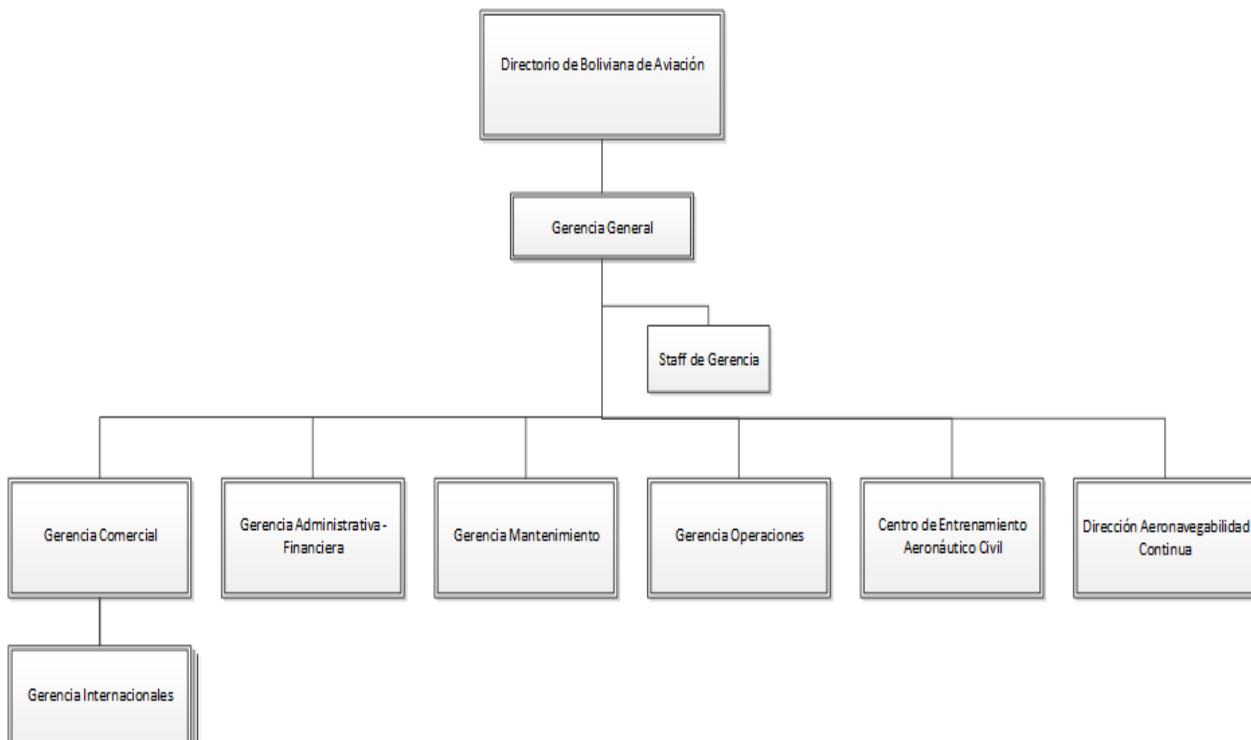 Directorio de Boliviana de Aviación
Gerencia General
Staff de Gerencia
Gerencia Comercial
Gerencia Administrativa -
Financiera
Gerencia Mantenimiento
Gerencia Operaciones
Centro de Entrenamiento
Aeronáutico Civil
Dirección Aeronavegabilidad
Continua
Gerencia Internacionales